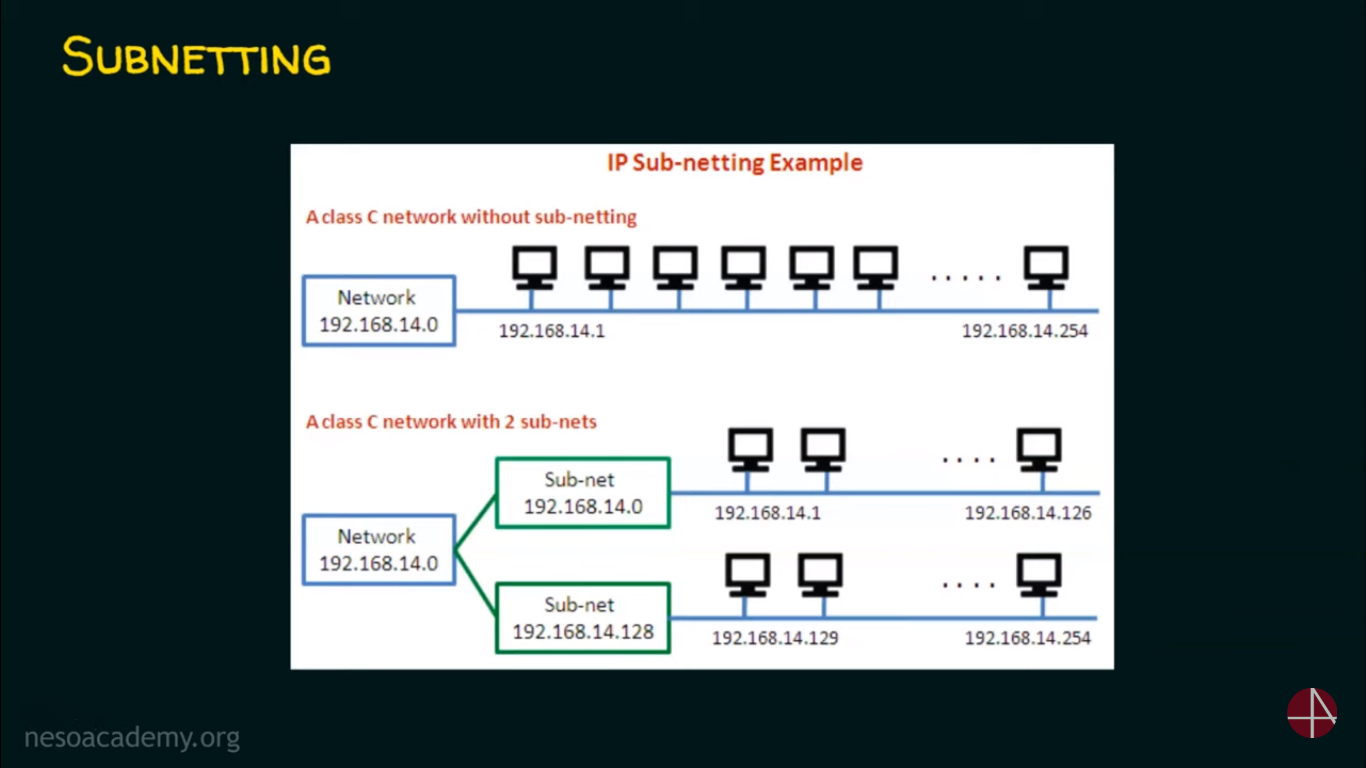 SUBNETTING
IP Sub-netting Example
A class C network without sub-netting
Network
192.168.14.0
. . . . .
192.168.14.1
192.168.14.254
A class C network with 2 sub-nets
Network
192.168.14.0
Sub-net
192.168.14.0
. . . .
192.168.14.1
192.168.14.126
Sub-net
192.168.14.128
. . . .
192.168.14.129
192.168.14.254
nesoacademy.org